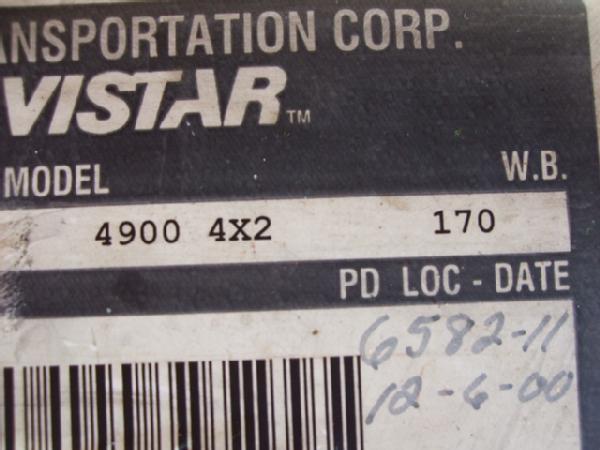 ANSPORTATION CORP.
VISTAR™
MODEL W.B.
4900 4X2 170
PD LOC - DATE
6582-11
12-6-00